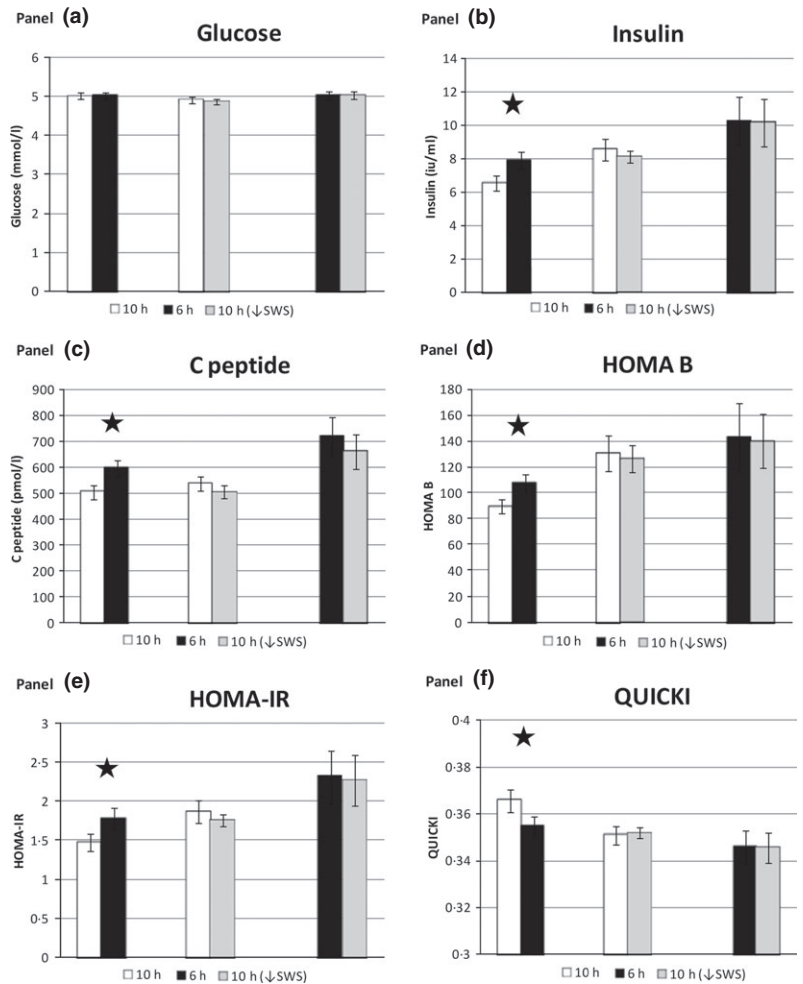 Panel (a)
Glucose
6
5
4
3
2
1
0
Glucose (mmol/l)
10 h 6 h 10 h (↓SWS)
Panel (b)
Insulin
14
12
10
8
6
4
2
0
Insulin (iu/ml)
10 h 6 h 10 h (↓SWS)
Panel (c)
C peptide
900
800
700
600
500
400
300
200
100
0
C peptide (pmol/l)
10 h 6 h 10 h (↓SWS)
Panel (d)
HOMA B
180
160
140
120
100
80
60
40
20
0
HOMA B
10 h 6 h 10 h (↓SWS)
Panel (e)
HOMA-IR
3
2·5
2
1·5
1
0·5
0
HOMA-IR
10 h 6 h 10 h (↓SWS)
Panel (f)
QUICKI
0·4
0·38
0·36
0·34
0·32
0·3
QUICKI
10 h 6 h 10 h (↓SWS)